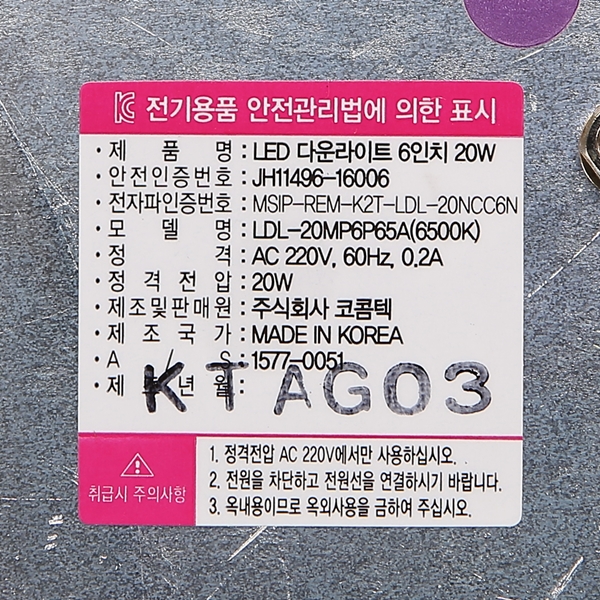 KC 전기용품 안전관리법에 의한 표시
· 제 품 명 : LED 다운라이트 6인치 20W
· 안전인증번호 : JH11496-16006
· 전자파인증번호 : MSIP-REM-K2T-LDL-20NCC6N
· 모 델 명 : LDL-20MP6P65A(6500K)
· 정 격 : AC 220V, 60Hz, 0.2A
· 정 격 전 압 : 20W
· 제조및판매원 : 주식회사 코콤텍
· 제 조 국 가 : MADE IN KOREA
· A / S : 1577-0051
· 제 조 년 월 : KTAG03
취급시 주의사항
1. 정격전압 AC 220V에서만 사용하십시오.
2. 전원을 차단하고 전원선을 연결하시기 바랍니다.
3. 옥내용이므로 옥외사용을 금하여 주십시오.